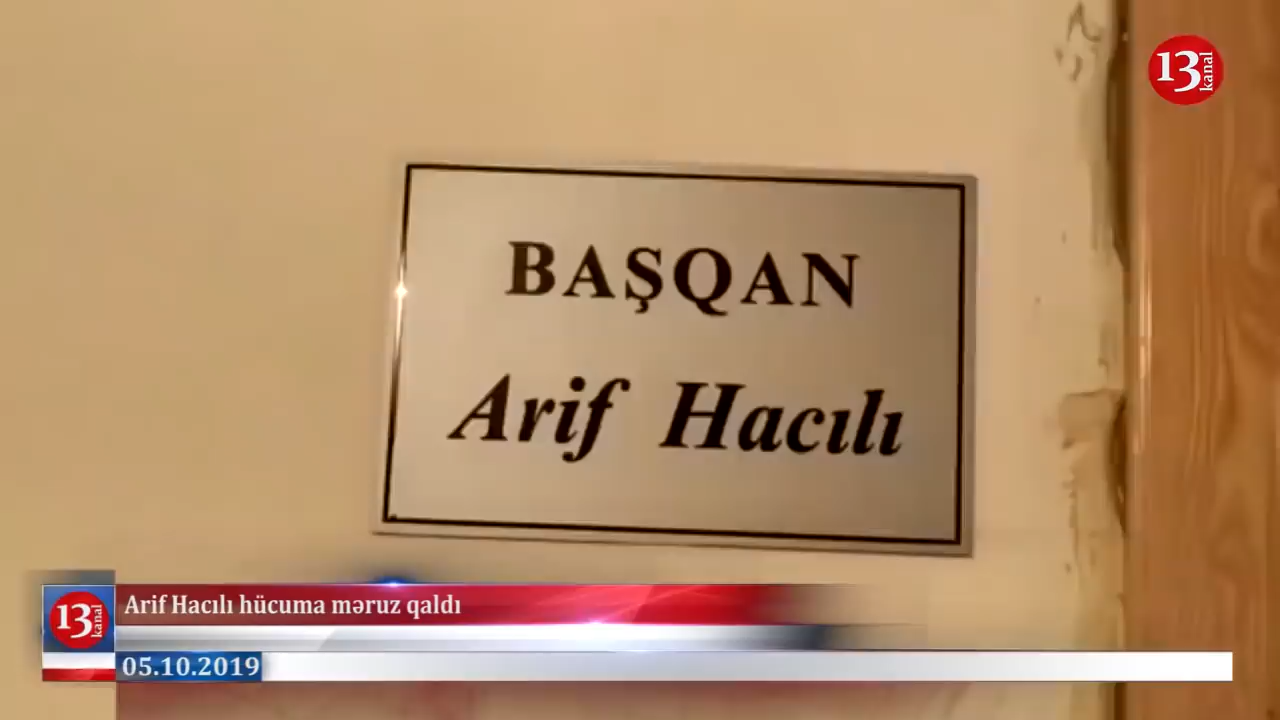 13 kanal
BAŞQAN
Arif Hacılı
13 kanal
Arif Hacılı hücuma məruz qaldı
05.10.2019